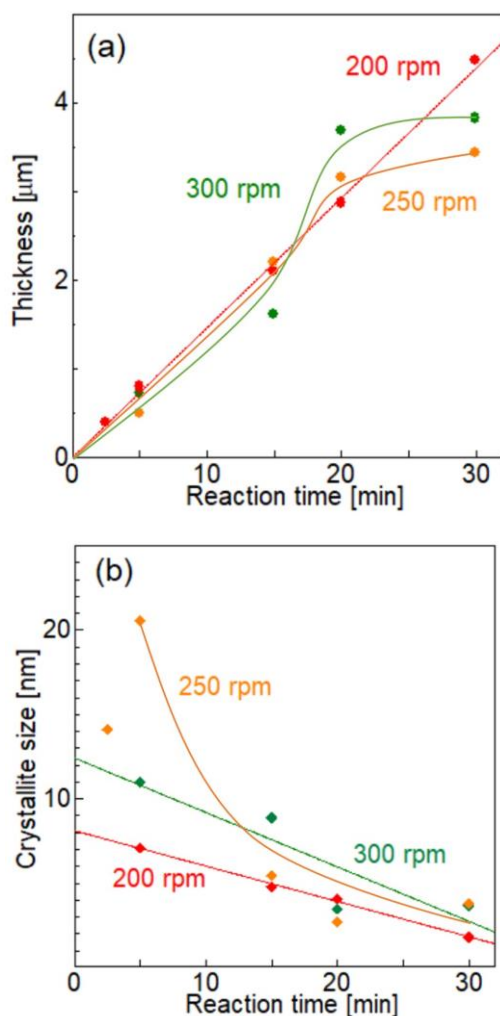 (a)
200 rpm
4
300 rpm
250 rpm
Thickness [μm]
2
0
0 10 20 30
Reaction time [min]
(b)
20
250 rpm
Crystallite size [nm]
10
300 rpm
200 rpm
0 10 20 30
Reaction time [min]